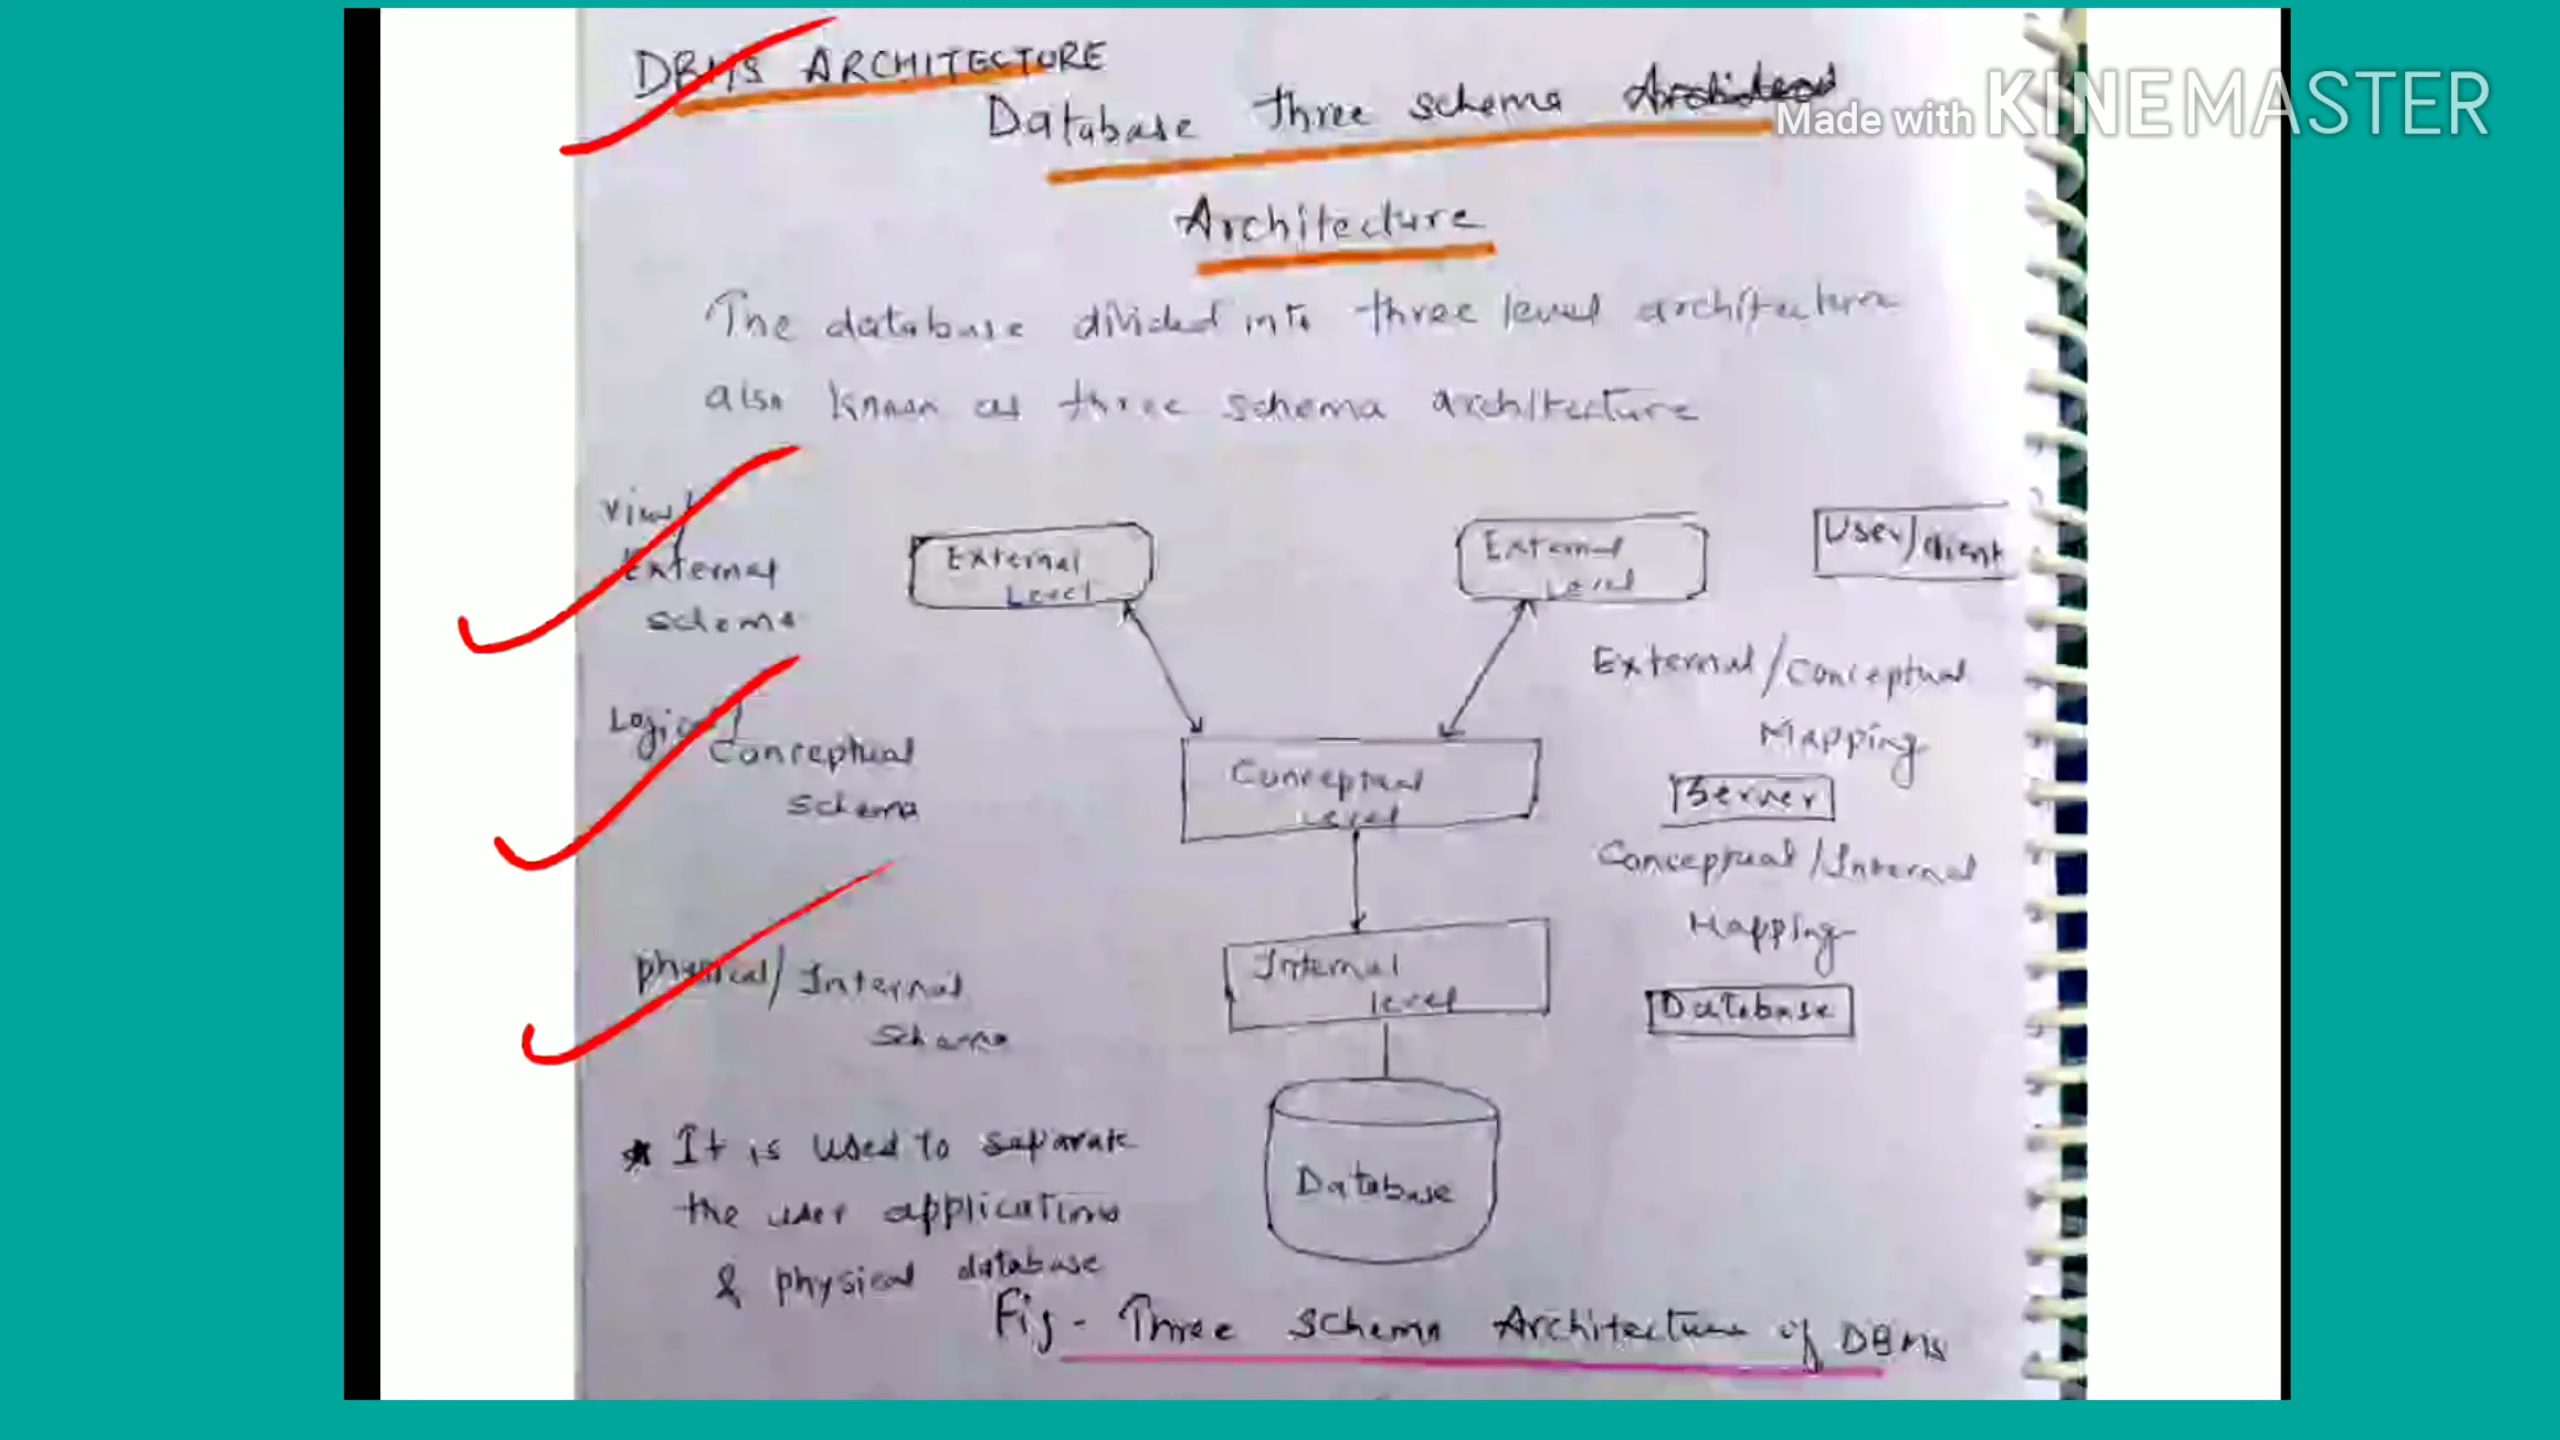 DBMS ARCHITECTURE
Database three schema
Made with KINEMASTER
Architecture
The database divided into three level architecture
also known as three schema architecture
View/
External
schema
External
Level
External
Level
User/client
External/Conceptual
Mapping
Logical/
Conceptual
schema
Conceptual
Level
Server
Conceptual/Internal
Mapping
Physical/Internal
Schema
Internal
level
Database
* It is used to separate
the user applications
& physical database
Database
Fig - Three schema Architecture of DBMS